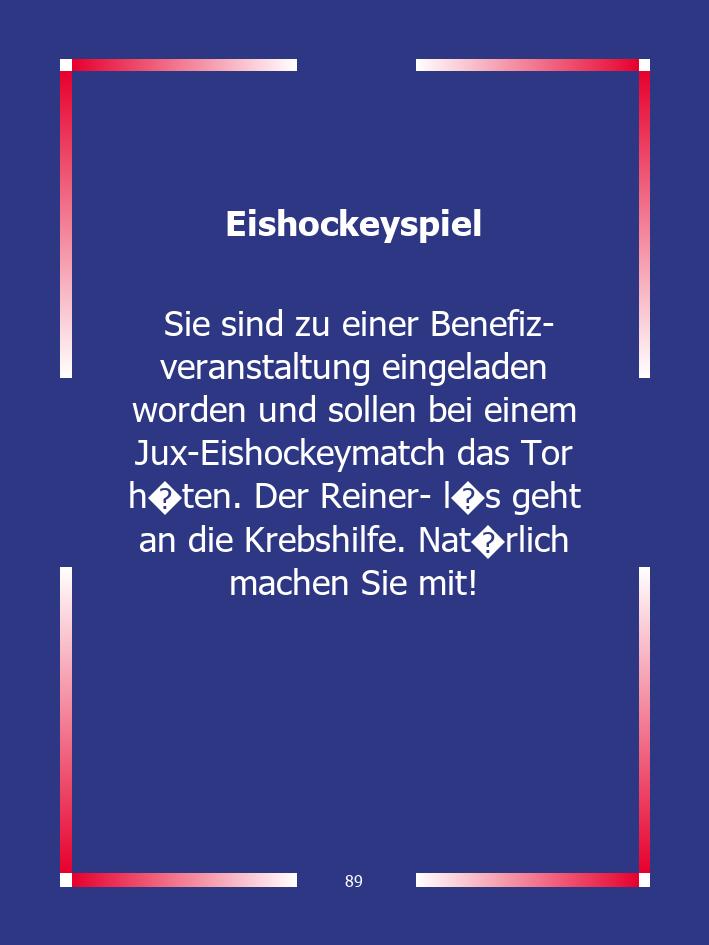 Eishockeyspiel
Sie sind zu einer Benefiz-
veranstaltung eingeladen
worden und sollen bei einem
Jux-Eishockeymatch das Tor
h�ten. Der Reiner- l�s geht
an die Krebshilfe. Nat�rlich
machen Sie mit!
89